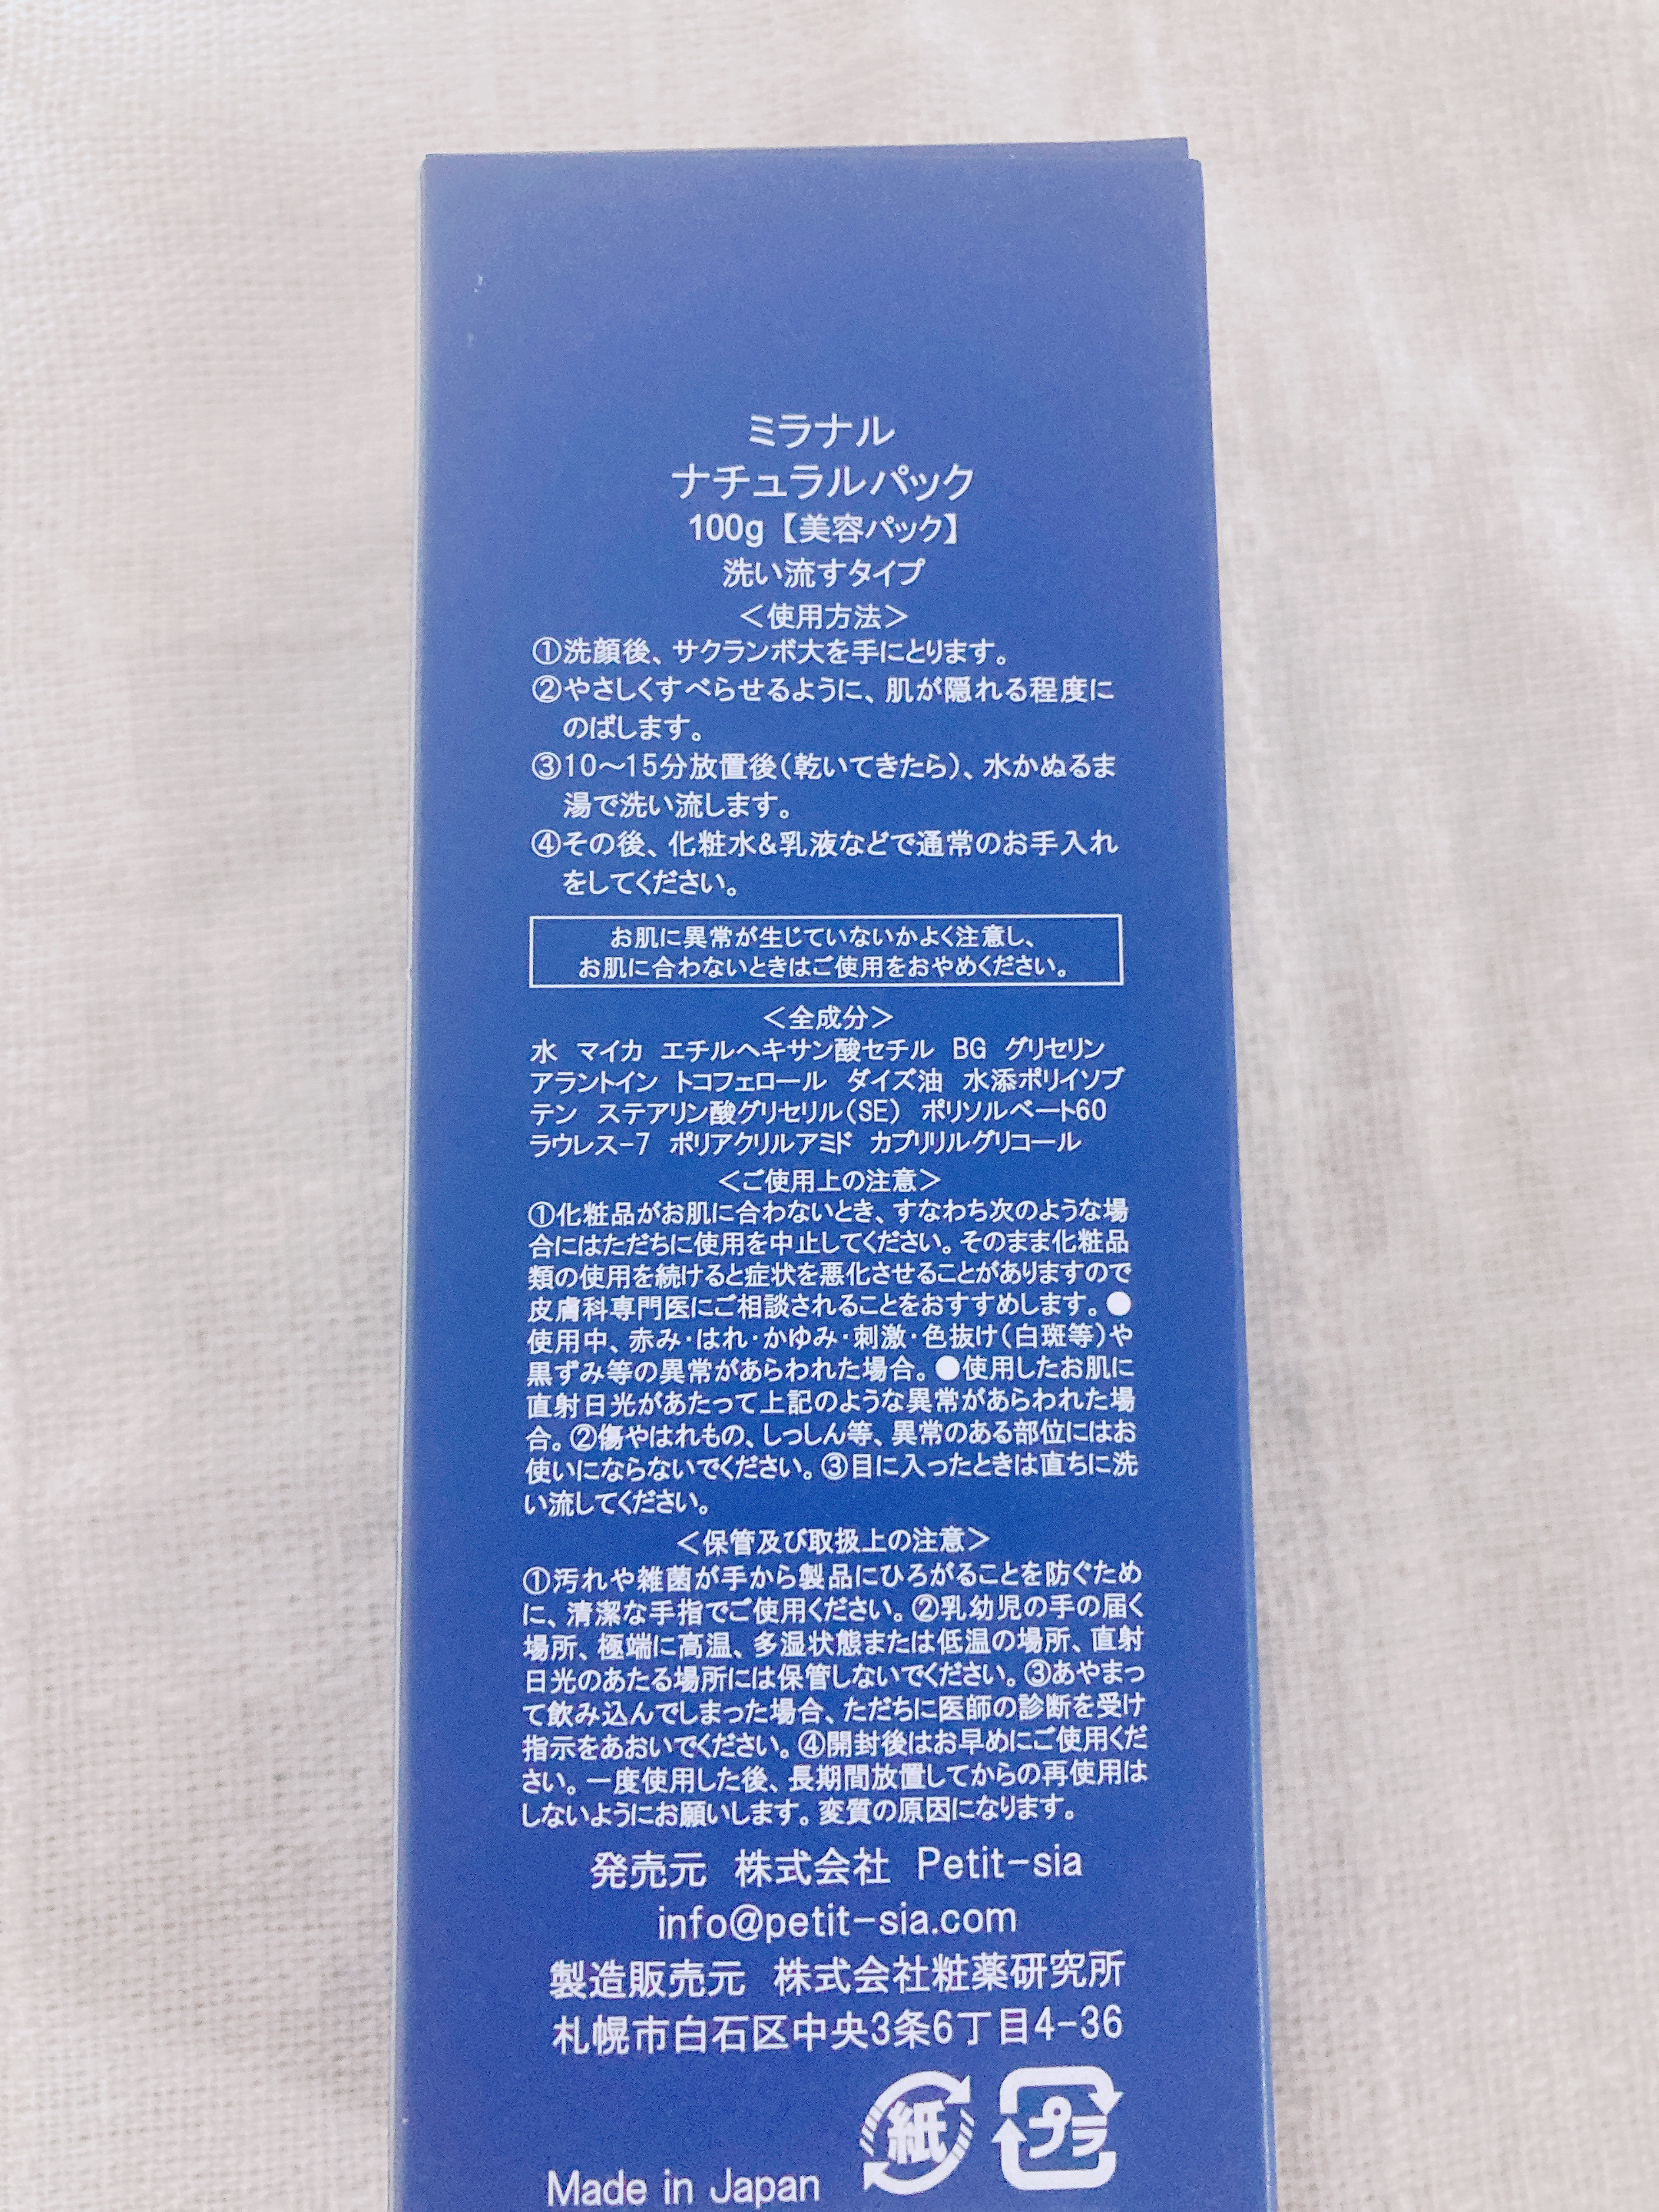 ミラナル
ナチュラルパック
100g【美容パック】
洗い流すタイプ
＜使用方法＞
①洗顔後、サクランボ大を手にとります。
②やさしくすべらせるように、肌が隠れる程度に
のばします。
③10～15分放置後（乾いてきたら）、水かぬるま
湯で洗い流します。
④その後、化粧水&乳液などで通常のお手入れ
をしてください。
お肌に異常が生じていないかよく注意し、
お肌に合わないときはご使用をおやめください。
＜全成分＞
水 マイカ エチルヘキサン酸セチル BG グリセリン
アラントイン トコフェロール ダイズ油 水添ポリイソブ
テン ステアリン酸グリセリル（SE） ポリソルベート60
ラウレス-7 ポリアクリルアミド カプリリルグリコール
＜ご使用上の注意＞
①化粧品がお肌に合わないとき、すなわち次のような場
合にはただちに使用を中止してください。そのまま化粧品
類の使用を続けると症状を悪化させることがありますので
皮膚科専門医にご相談されることをおすすめします。●
使用中、赤み・はれ・かゆみ・刺激・色抜け（白斑等）や
黒ずみ等の異常があらわれた場合。●使用したお肌に
直射日光があたって上記のような異常があらわれた場
合。②傷やはれもの、しっしん等、異常のある部位にはお
使いにならないでください。③目に入ったときは直ちに洗
い流してください。
＜保管及び取扱上の注意＞
①汚れや雑菌が手から製品にひろがることを防ぐため
に、清潔な手指でご使用ください。②乳幼児の手の届く
場所、極端に高温、多湿状態または低温の場所、直射
日光のあたる場所には保管しないでください。③あやまっ
て飲み込んでしまった場合、ただちに医師の診断を受け
指示をあおいでください。④開封後はお早めにご使用くだ
さい。一度使用した後、長期間放置してからの再使用は
しないようにお願いします。変質の原因になります。
発売元 株式会社 Petit-sia
info@petit-sia.com
製造販売元 株式会社粧薬研究所
札幌市白石区中央3条6丁目4-36
紙 プラ
Made in Japan